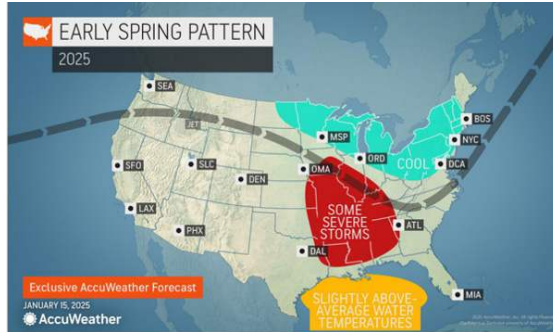 EARLY SPRING PATTERN
2025
SEA
JET
BOS
NYC
MSP
ORD
COOL
DCA
SFO
SLC
OMA
DEN
LAX
PHX
SOME
SEVERE
STORMS
ATL
DAL
MIA
SLIGHTLY ABOVE-
AVERAGE WATER
TEMPERATURES
Exclusive AccuWeather Forecast
JANUARY 15, 2025
AccuWeather